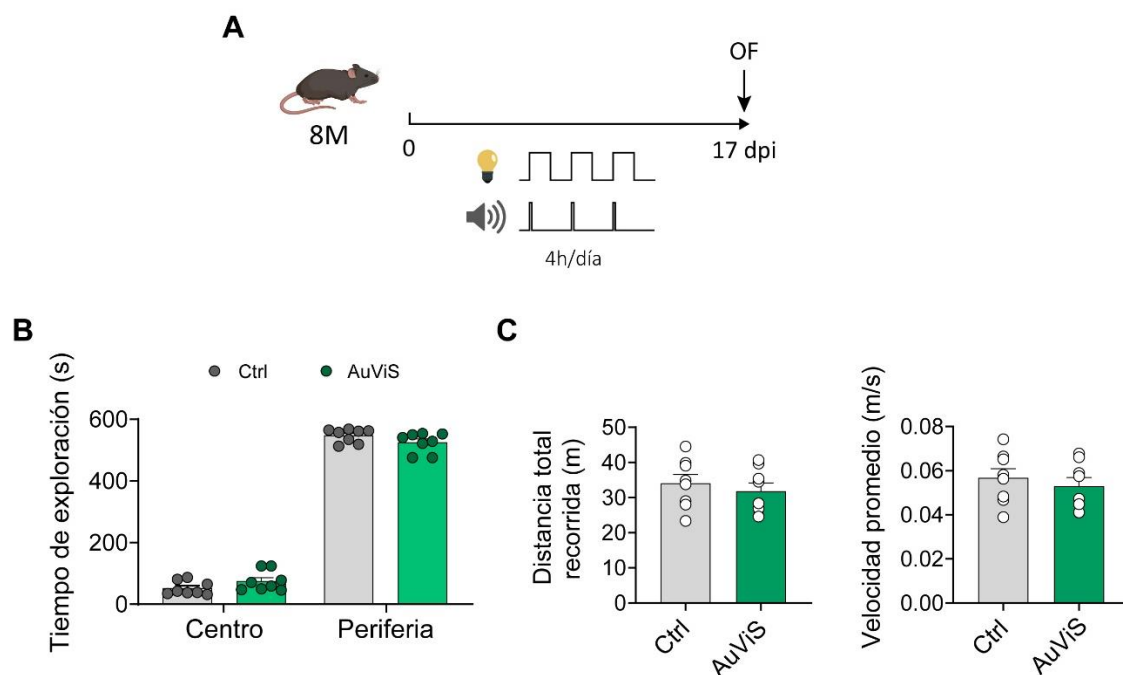 A
OF
8M
0
17 dpi
4h/día
B
Ctrl
AuViS
Tiempo de exploración (s)
600
400
200
0
Centro
Periferia
C
Distancia total
recorrida (m)
50
40
30
20
10
0
Ctrl
AuViS
Velocidad promedio (m/s)
0.08
0.06
0.04
0.02
0.00
Ctrl
AuViS